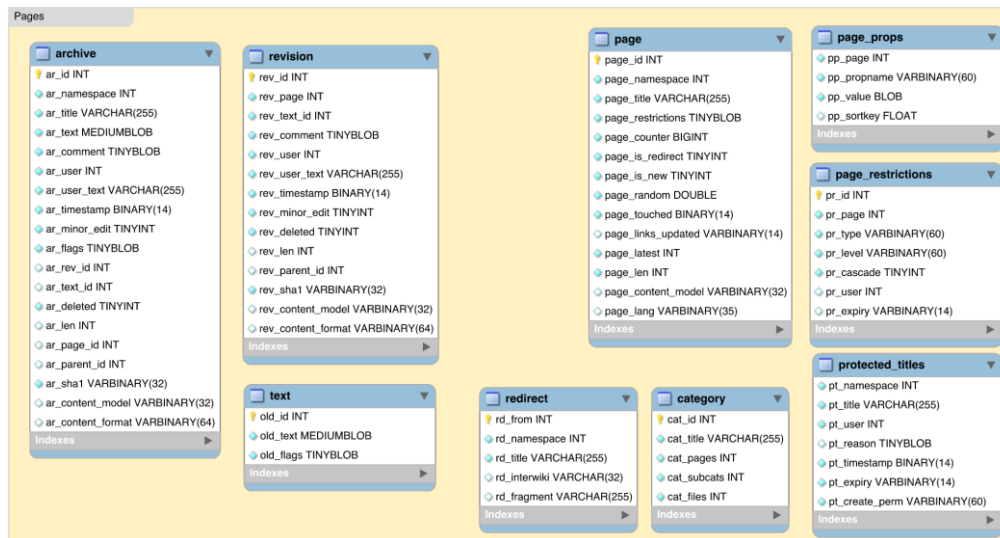 Pages
archive
ar_id INT
ar_namespace INT
ar_title VARCHAR(255)
ar_text MEDIUMBLOB
ar_comment TINYBLOB
ar_user INT
ar_user_text VARCHAR(255)
ar_timestamp BINARY(14)
ar_minor_edit TINYINT
ar_flags TINYBLOB
ar_rev_id INT
ar_text_id INT
ar_deleted TINYINT
ar_len INT
ar_page_id INT
ar_parent_id INT
ar_sha1 VARBINARY(32)
ar_content_model VARBINARY(32)
ar_content_format VARBINARY(64)
Indexes
revision
rev_id INT
rev_page INT
rev_text_id INT
rev_comment TINYBLOB
rev_user INT
rev_user_text VARCHAR(255)
rev_timestamp BINARY(14)
rev_minor_edit TINYINT
rev_deleted TINYINT
rev_len INT
rev_parent_id INT
rev_sha1 VARBINARY(32)
rev_content_model VARBINARY(32)
rev_content_format VARBINARY(64)
Indexes
text
old_id INT
old_text MEDIUMBLOB
old_flags TINYBLOB
Indexes
page
page_id INT
page_namespace INT
page_title VARCHAR(255)
page_restrictions TINYBLOB
page_counter BIGINT
page_is_redirect TINYINT
page_is_new TINYINT
page_random DOUBLE
page_touched BINARY(14)
page_links_updated VARBINARY(14)
page_latest INT
page_len INT
page_content_model VARBINARY(32)
page_lang VARBINARY(35)
Indexes
redirect
rd_from INT
rd_namespace INT
rd_title VARCHAR(255)
rd_interwiki VARCHAR(32)
rd_fragment VARCHAR(255)
Indexes
category
cat_id INT
cat_title VARCHAR(255)
cat_pages INT
cat_subcats INT
cat_files INT
Indexes
page_props
pp_page INT
pp_propname VARBINARY(60)
pp_value BLOB
pp_sortkey FLOAT
Indexes
page_restrictions
pr_id INT
pr_page INT
pr_type VARBINARY(60)
pr_level VARBINARY(60)
pr_cascade TINYINT
pr_user INT
pr_expiry VARBINARY(14)
Indexes
protected_titles
pt_namespace INT
pt_title VARCHAR(255)
pt_user INT
pt_reason TINYBLOB
pt_timestamp BINARY(14)
pt_expiry VARBINARY(14)
pt_create_perm VARBINARY(60)
Indexes